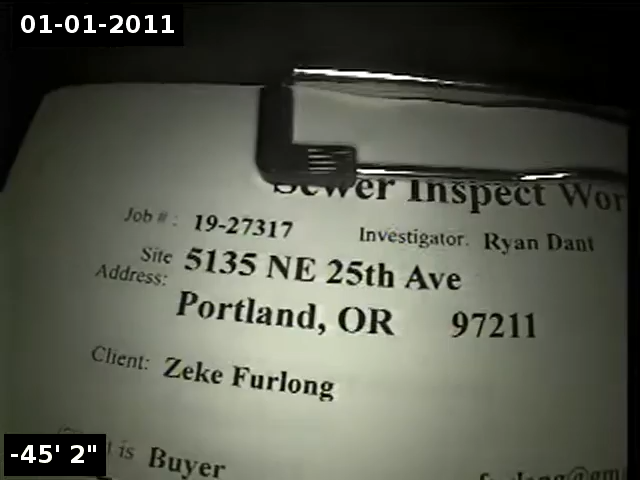 01-01-2011
Sewer Inspect Wor
Job #: 19-27317 Investigator. Ryan Dant
Site Address: 5135 NE 25th Ave
Portland, OR 97211
Client: Zeke Furlong
is Buyer
-45' 2"